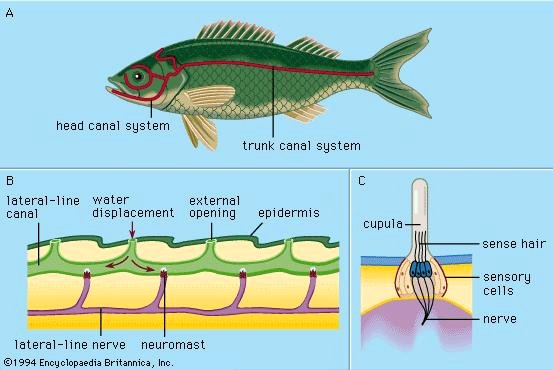 A
head canal system
trunk canal system
B
lateral-line
canal
water
displacement
external
opening
epidermis
lateral-line nerve
neuromast
C
cupula
sense hair
sensory
cells
nerve
©1994 Encyclopaedia Britannica, Inc.